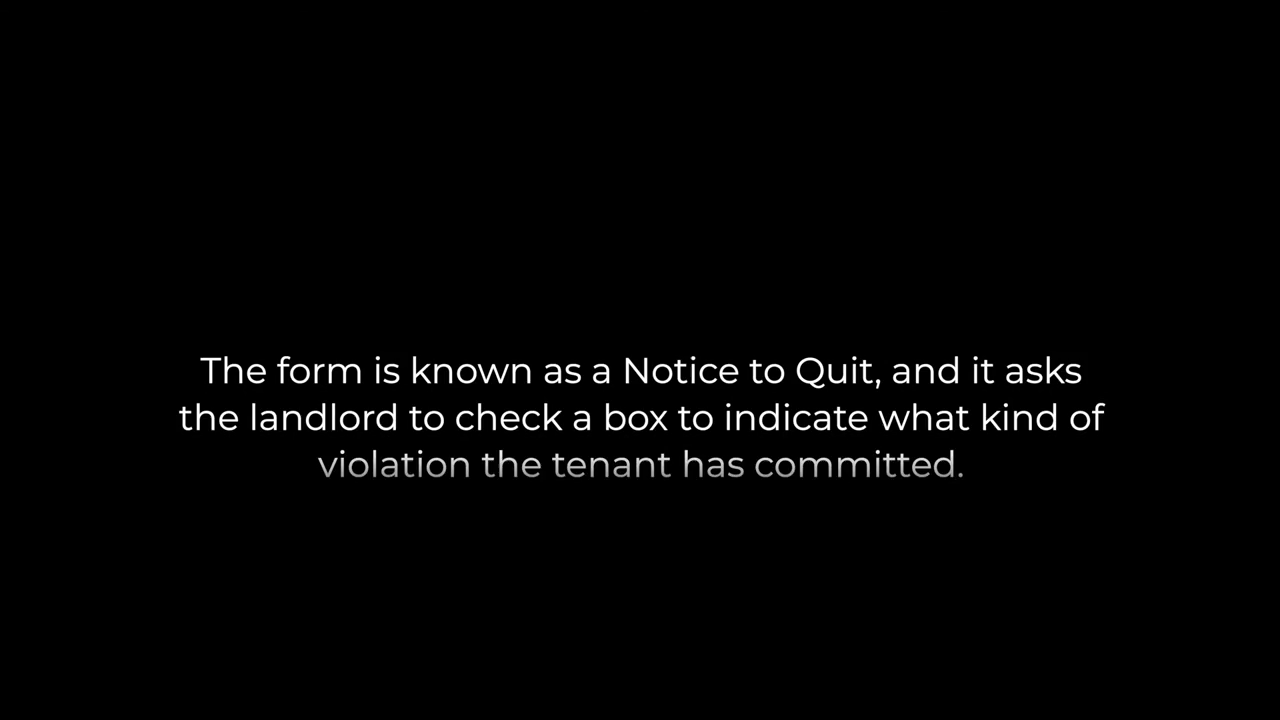 The form is known as a Notice to Quit, and it asks
the landlord to check a box to indicate what kind of
violation the tenant has committed.